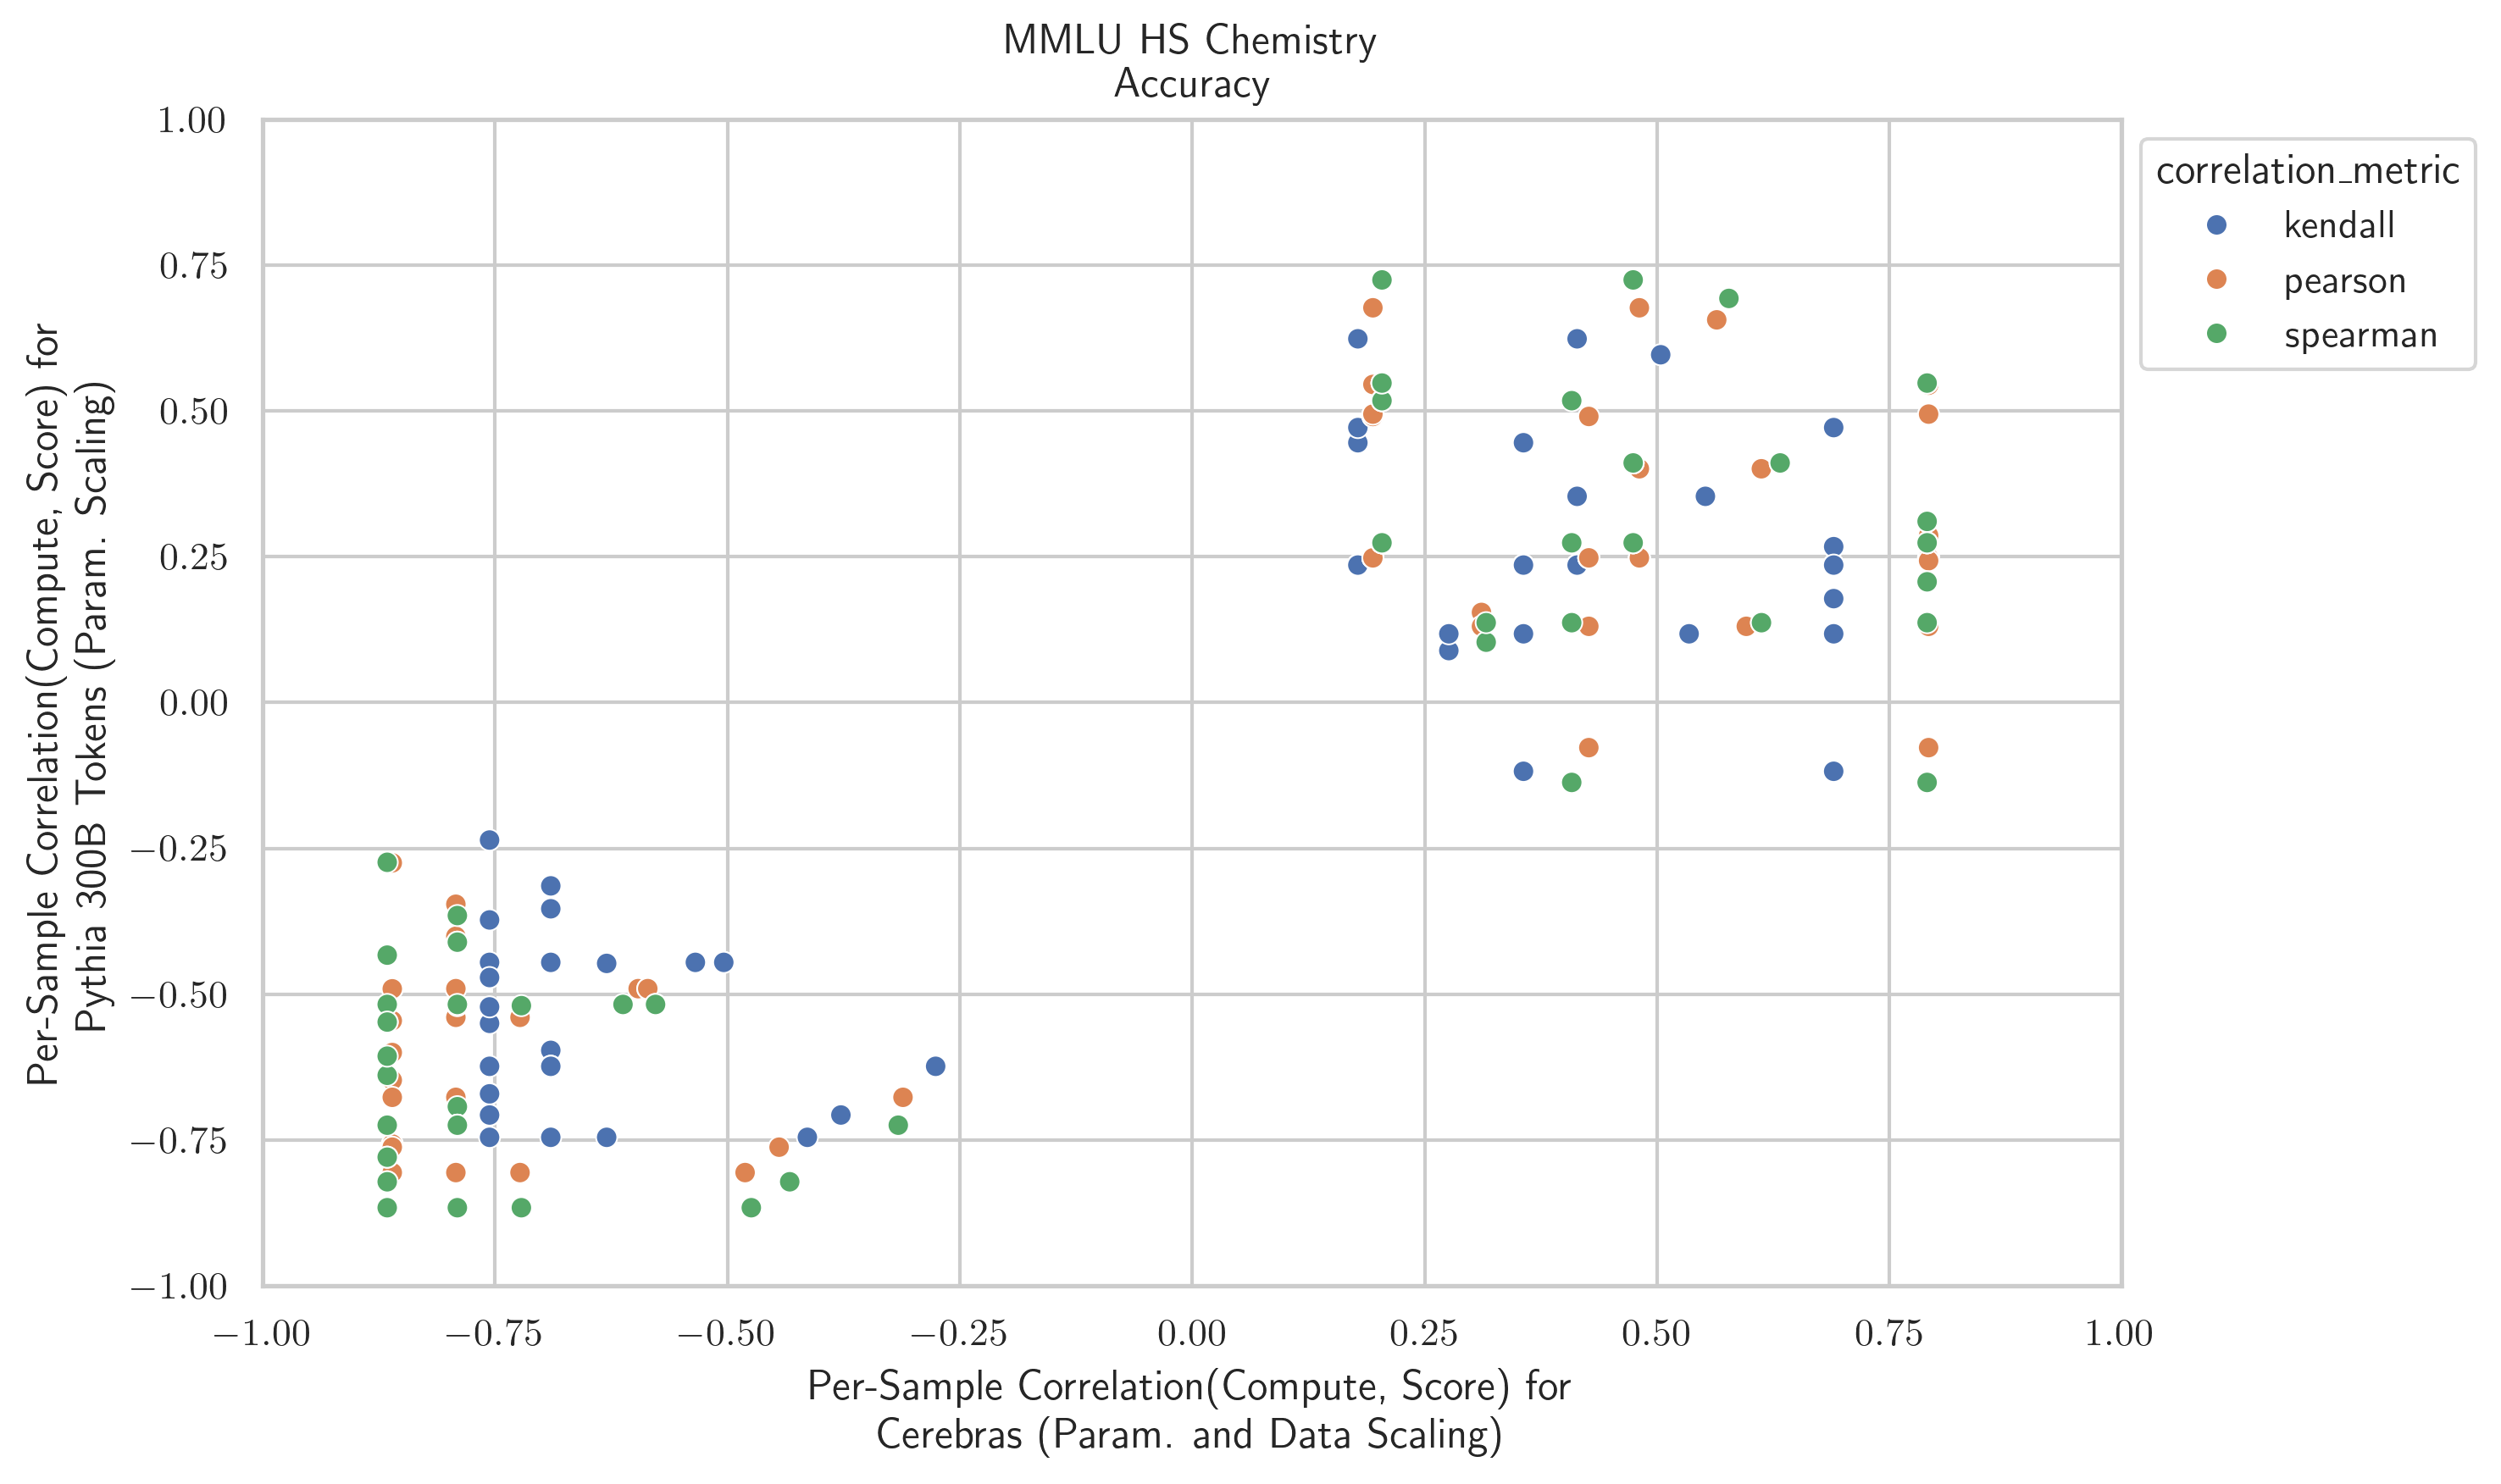 MMLU HS Chemistry
Accuracy
Per-Sample Correlation(Compute, Score) for
Pythia 300B Tokens (Param. Scaling)
1.00
0.75
0.50
0.25
0.00
−0.25
−0.50
−0.75
−1.00
−1.00 −0.75 −0.50 −0.25 0.00 0.25 0.50 0.75 1.00
Per-Sample Correlation(Compute, Score) for
Cerebras (Param. and Data Scaling)
correlation_metric
kendall
pearson
spearman